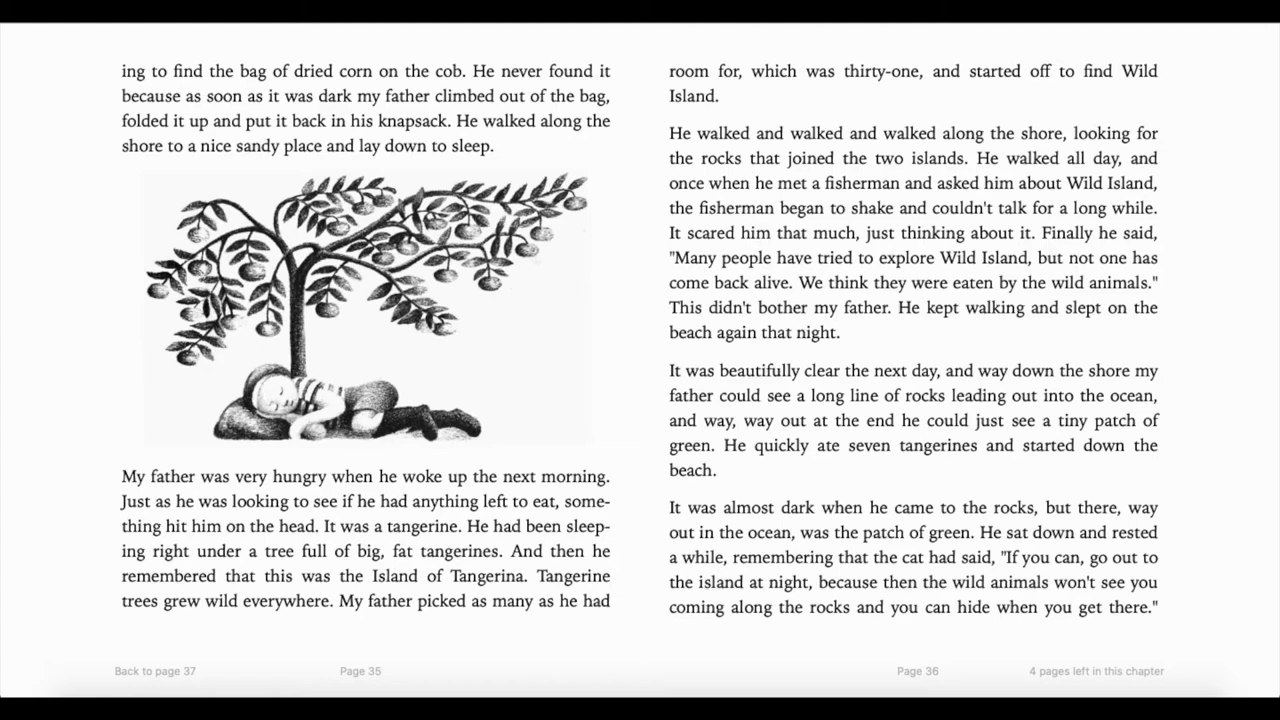 ing to find the bag of dried corn on the cob. He never found it
because as soon as it was dark my father climbed out of the bag,
folded it up and put it back in his knapsack. He walked along the
shore to a nice sandy place and lay down to sleep.
My father was very hungry when he woke up the next morning.
Just as he was looking to see if he had anything left to eat, some-
thing hit him on the head. It was a tangerine. He had been sleep-
ing right under a tree full of big, fat tangerines. And then he
remembered that this was the Island of Tangerina. Tangerine
trees grew wild everywhere. My father picked as many as he had
Back to page 37
Page 35
room for, which was thirty-one, and started off to find Wild
Island.
He walked and walked and walked along the shore, looking for
the rocks that joined the two islands. He walked all day, and
once when he met a fisherman and asked him about Wild Island,
the fisherman began to shake and couldn't talk for a long while.
It scared him that much, just thinking about it. Finally he said,
"Many people have tried to explore Wild Island, but not one has
come back alive. We think they were eaten by the wild animals."
This didn't bother my father. He kept walking and slept on the
beach again that night.
It was beautifully clear the next day, and way down the shore my
father could see a long line of rocks leading out into the ocean,
and way, way out at the end he could just see a tiny patch of
green. He quickly ate seven tangerines and started down the
beach.
It was almost dark when he came to the rocks, but there, way
out in the ocean, was the patch of green. He sat down and rested
a while, remembering that the cat had said, "If you can, go out to
the island at night, because then the wild animals won't see you
coming along the rocks and you can hide when you get there."
Page 36
4 pages left in this chapter